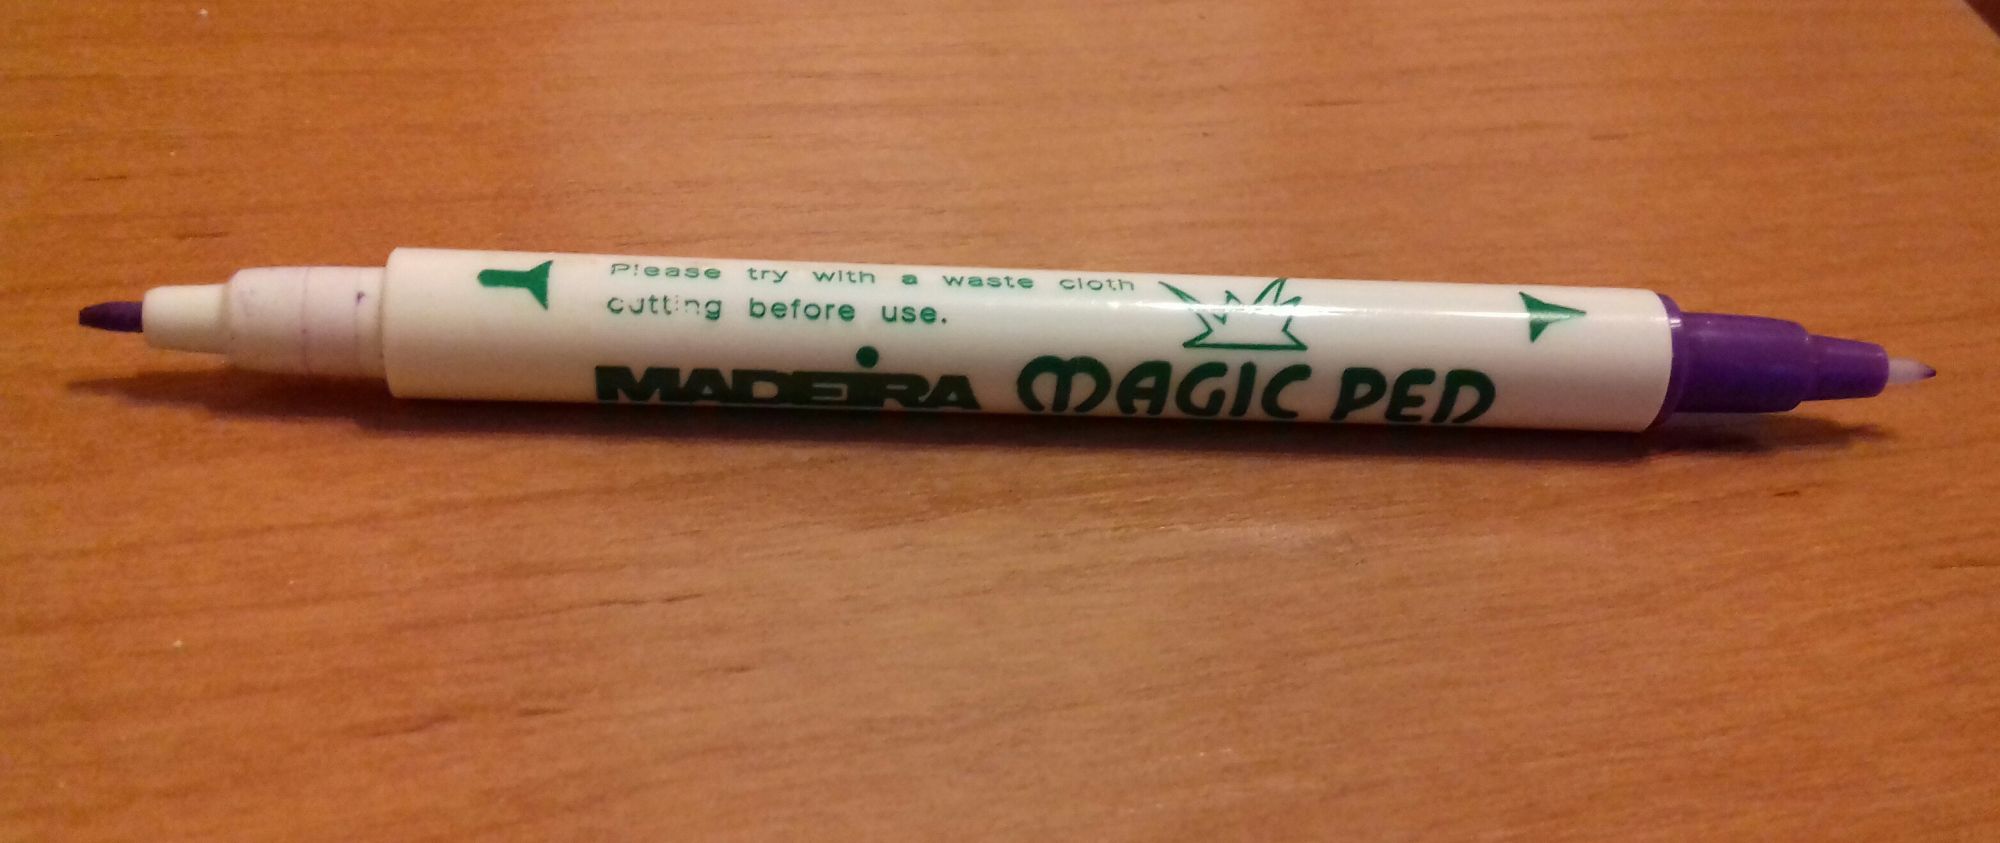 Please try with a waste cloth
cutting before use.
MADEIRA MAGIC PEN